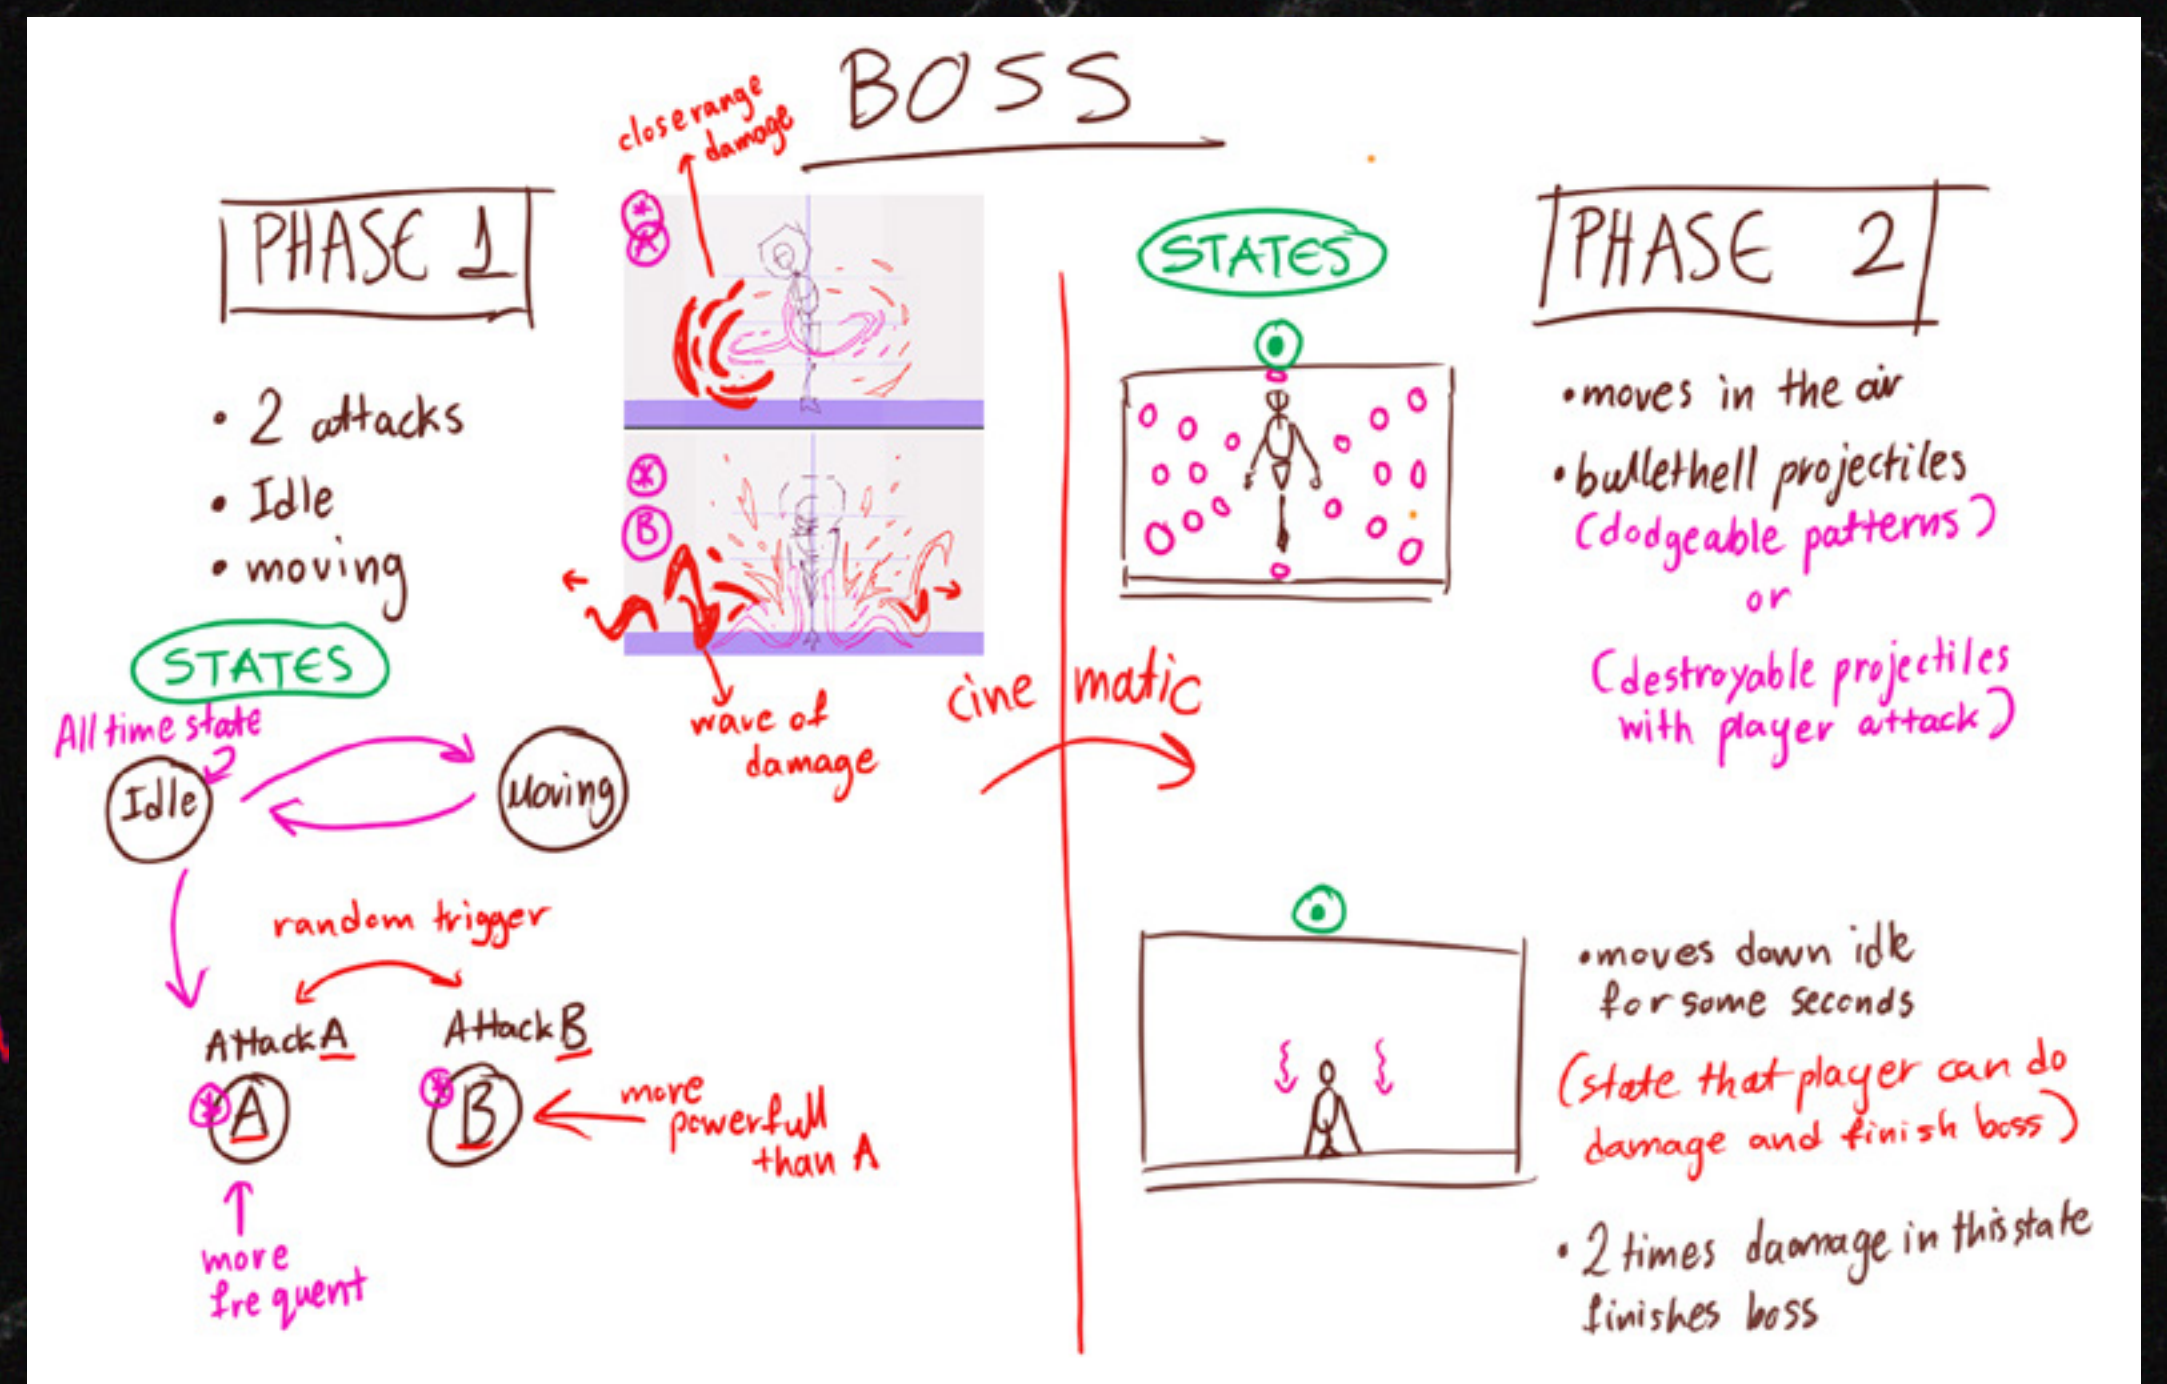 BOSS
PHASE 1
• 2 attacks
• Idle
• moving
STATES
All time state
Idle
Moving
random trigger
Attack A
Attack B
* A
* B
more
powerfull
than A
more
frequent
close range
damage
*
A
*
B
wave of
damage
cinematic
STATES
PHASE 2
• moves in the air
• bullethell projectiles
(dodgeable patterns)
or
(destroyable projectiles
with player attack)
• moves down idle
for some seconds
(state that player can do
damage and finish boss)
• 2 times daamage in this state
finishes boss